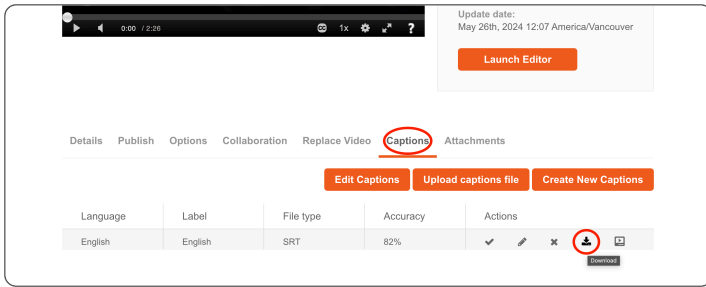 Update date:
May 26th, 2024 12:07 America/Vancouver
0:00 / 2:26
CC 1x ?
Launch Editor
Details Publish Options Collaboration Replace Video Captions Attachments
Edit Captions Upload captions file Create New Captions
Language Label File type Accuracy Actions
English English SRT 82%
Download